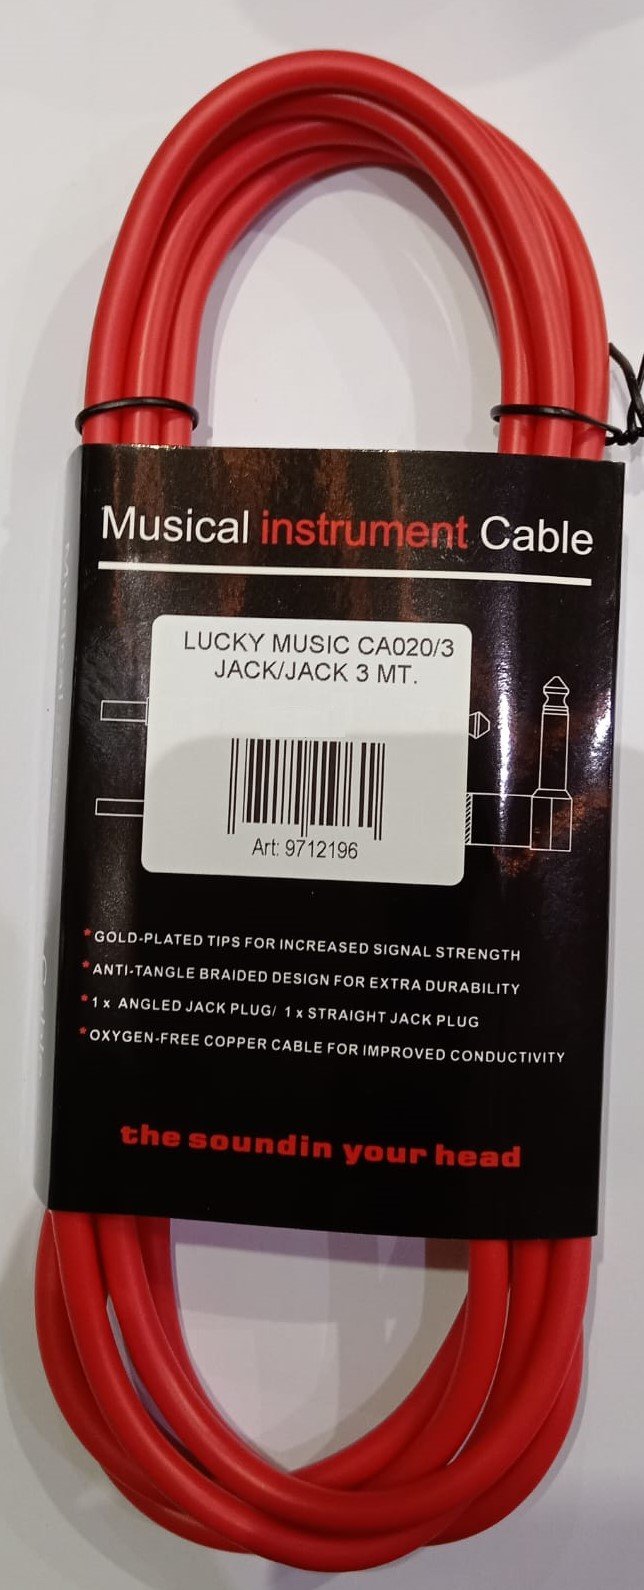 Musical instrument Cable
LUCKY MUSIC CA020/3
JACK/JACK 3 MT.
Art: 9712196
*GOLD-PLATED TIPS FOR INCREASED SIGNAL STRENGTH
*ANTI-TANGLE BRAIDED DESIGN FOR EXTRA DURABILITY
*1 x ANGLED JACK PLUG/ 1 x STRAIGHT JACK PLUG
*OXYGEN-FREE COPPER CABLE FOR IMPROVED CONDUCTIVITY
the soundin your head